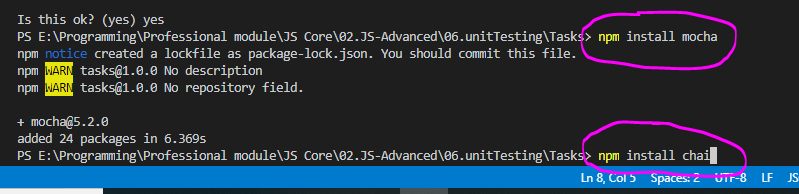 Is this ok? (yes) yes
PS E:\Programming\Professional module\JS Core\02.JS-Advanced\06.unitTesting\Tasks> npm install mocha
npm notice created a lockfile as package-lock.json. You should commit this file.
npm WARN tasks@1.0.0 No description
npm WARN tasks@1.0.0 No repository field.
+ mocha@5.2.0
added 24 packages in 6.369s
PS E:\Programming\Professional module\JS Core\02.JS-Advanced\06.unitTesting\Tasks> npm install chai
Ln 8, Col 5 Spaces: 2 UTF-8 LF JS